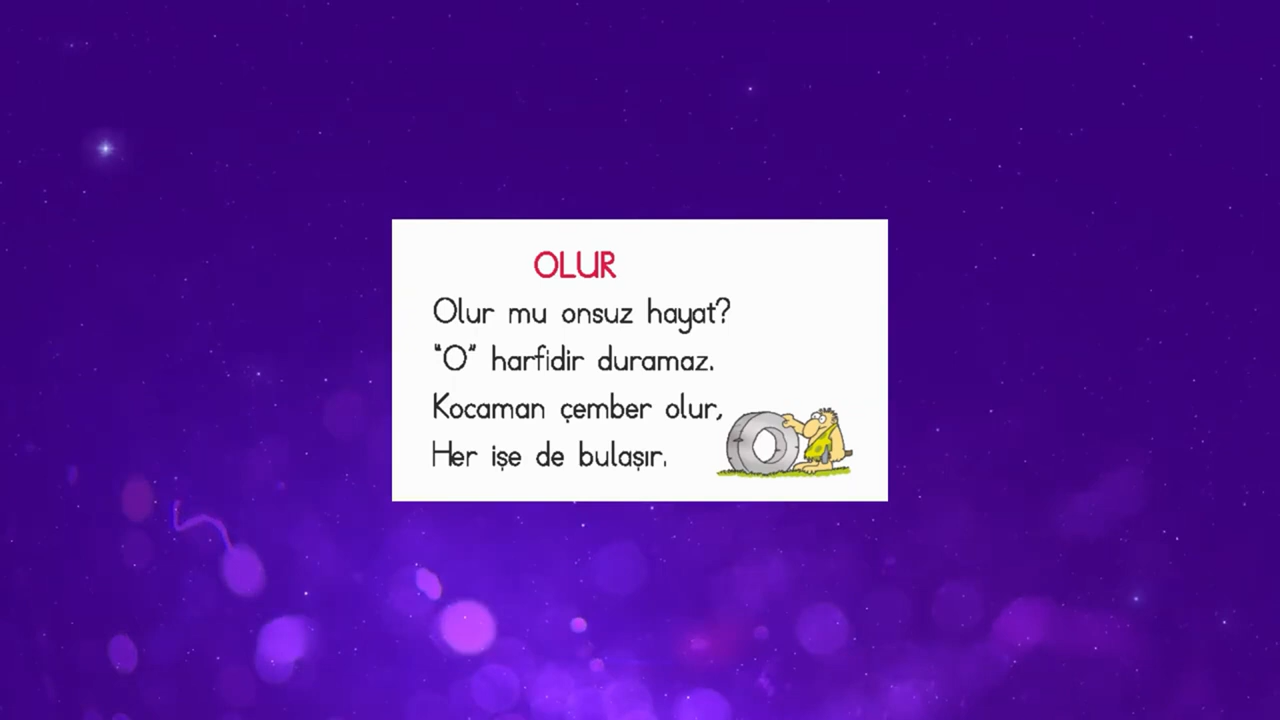 OLUR
Olur mu onsuz hayat?
"O" harfidir duramaz.
Kocaman çember olur,
Her işe de bulaşır.